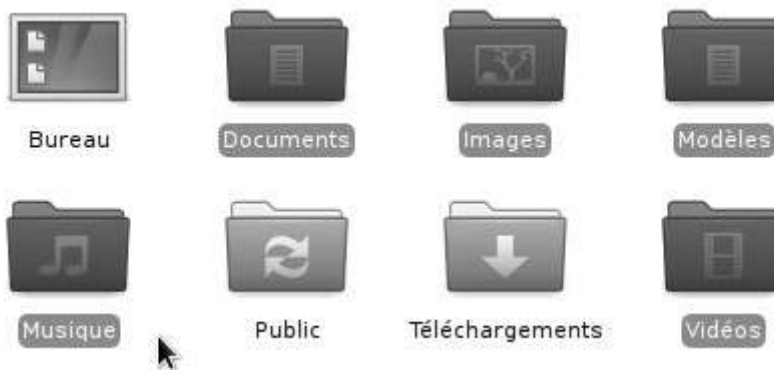 Bureau
Documents
Images
Modèles
Musique
Public
Téléchargements
Vidéos